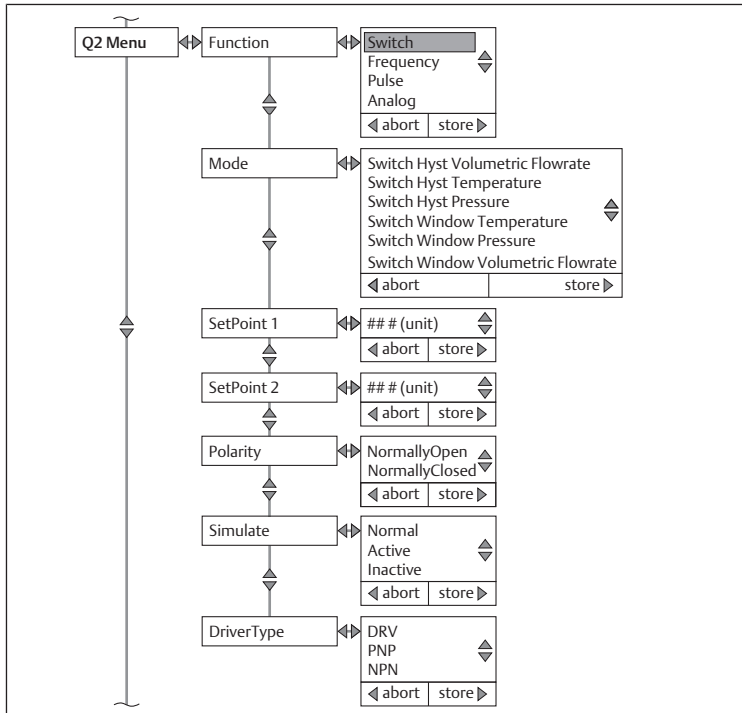 Q2 Menu
Function
Switch
Frequency
Pulse
Analog
abort store
Mode
Switch Hyst Volumetric Flowrate
Switch Hyst Temperature
Switch Hyst Pressure
Switch Window Temperature
Switch Window Pressure
Switch Window Volumetric Flowrate
abort store
SetPoint 1
## # (unit)
abort store
SetPoint 2
## # (unit)
abort store
Polarity
NormallyOpen
NormallyClosed
abort store
Simulate
Normal
Active
Inactive
abort store
DriverType
DRV
PNP
NPN
abort store